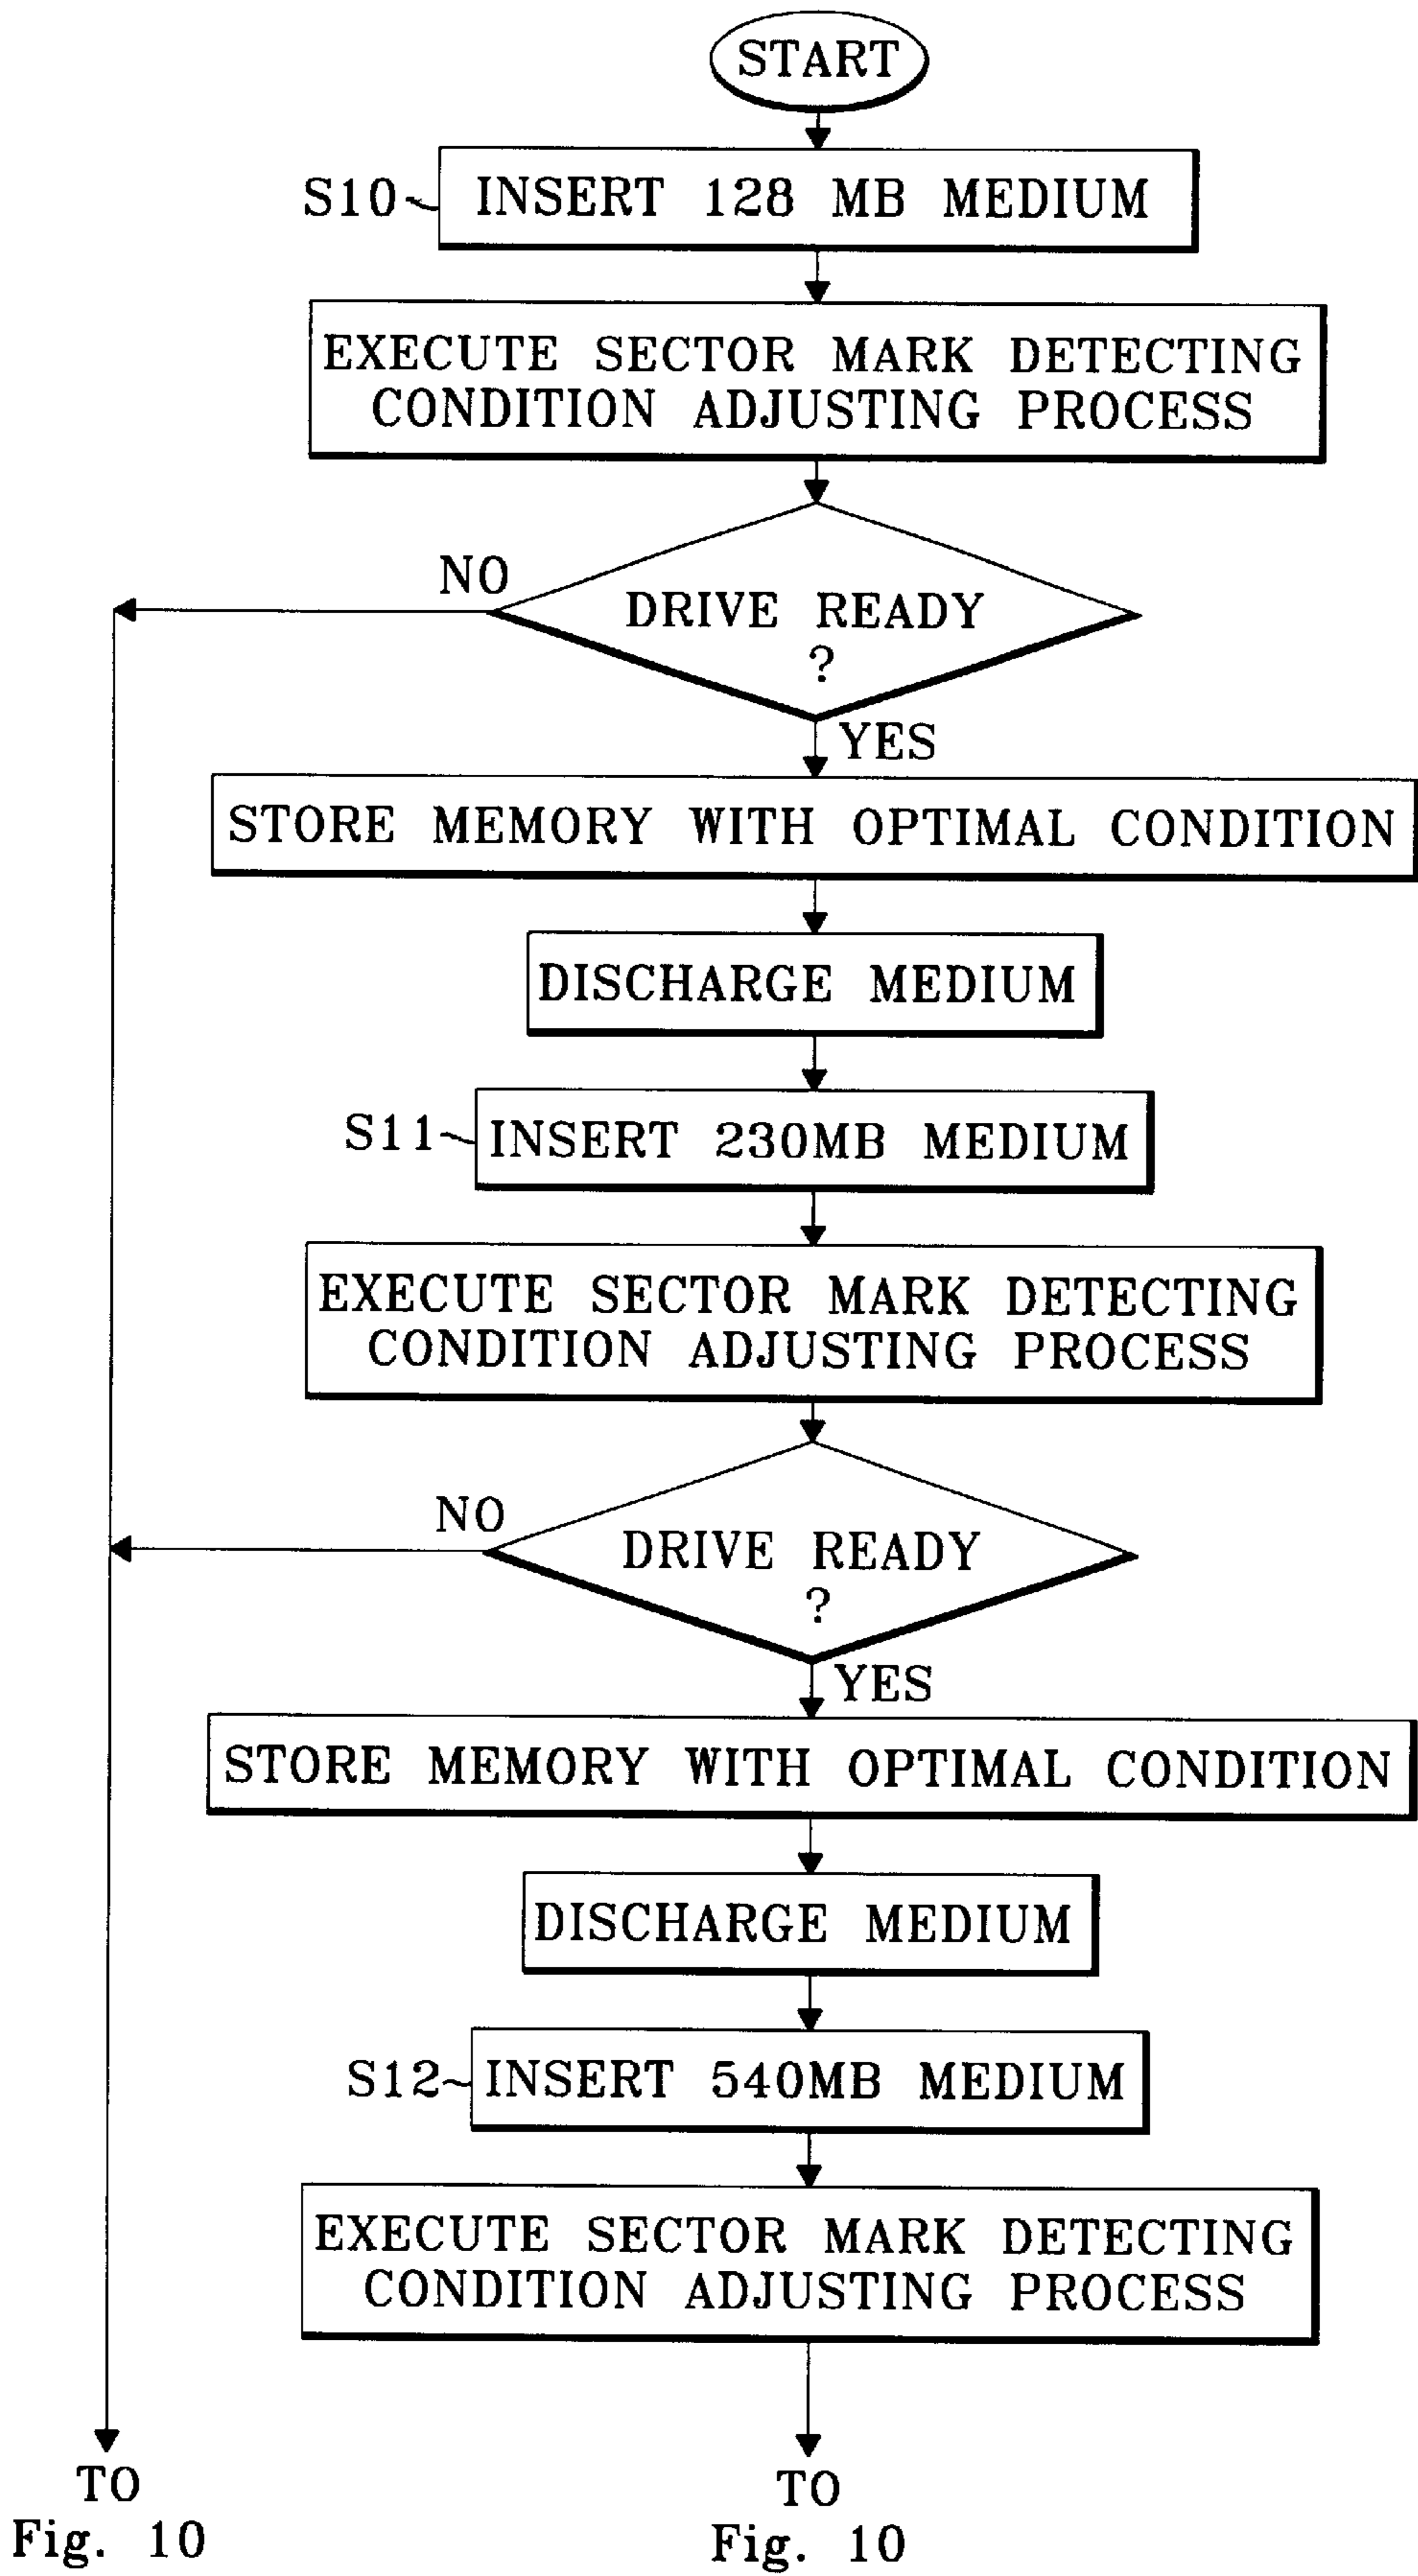 START
S10 INSERT 128 MB MEDIUM
EXECUTE SECTOR MARK DETECTING
CONDITION ADJUSTING PROCESS
NO
DRIVE READY
?
YES
STORE MEMORY WITH OPTIMAL CONDITION
DISCHARGE MEDIUM
S11 INSERT 230MB MEDIUM
EXECUTE SECTOR MARK DETECTING
CONDITION ADJUSTING PROCESS
NO
DRIVE READY
?
YES
STORE MEMORY WITH OPTIMAL CONDITION
DISCHARGE MEDIUM
S12 INSERT 540MB MEDIUM
EXECUTE SECTOR MARK DETECTING
CONDITION ADJUSTING PROCESS
TO
Fig. 10
TO
Fig. 10